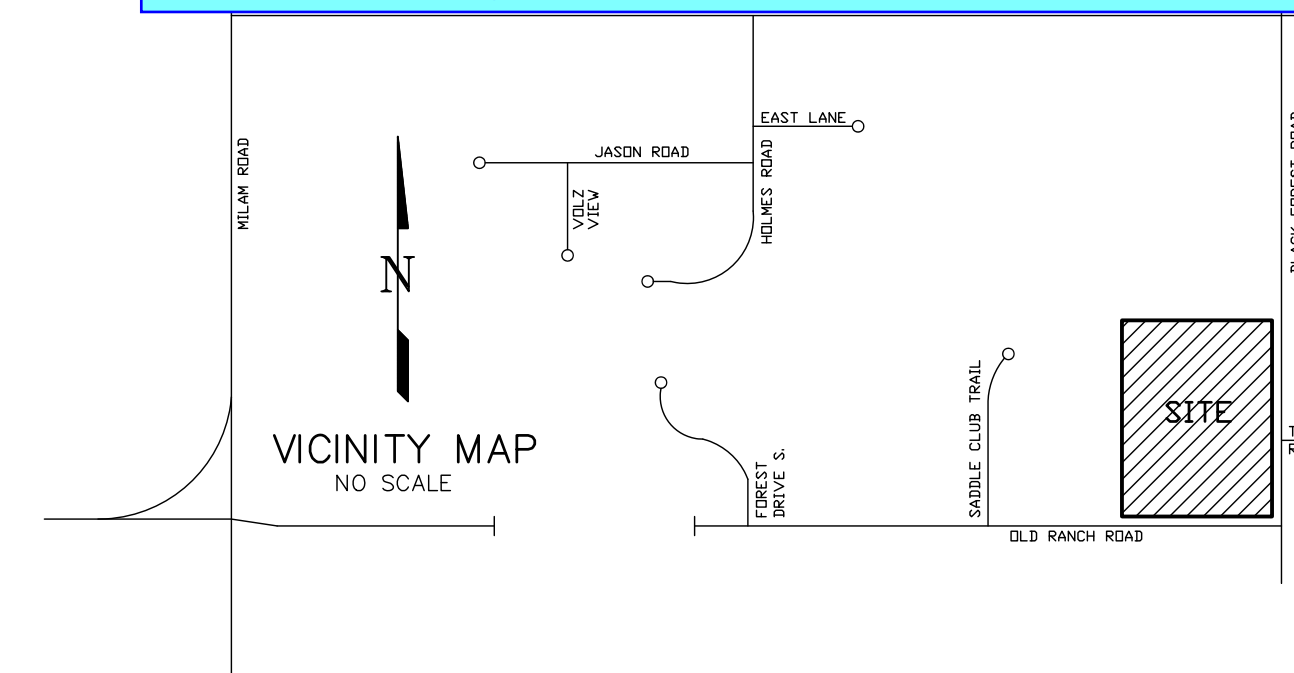 EAST LANE
JASON ROAD
MILAM ROAD
HOLMES ROAD
VOLZ
VIEW
N
SADDLE CLUB TRAIL
SITE
VICINITY MAP
NO SCALE
FOREST
DRIVE S.
OLD RANCH ROAD